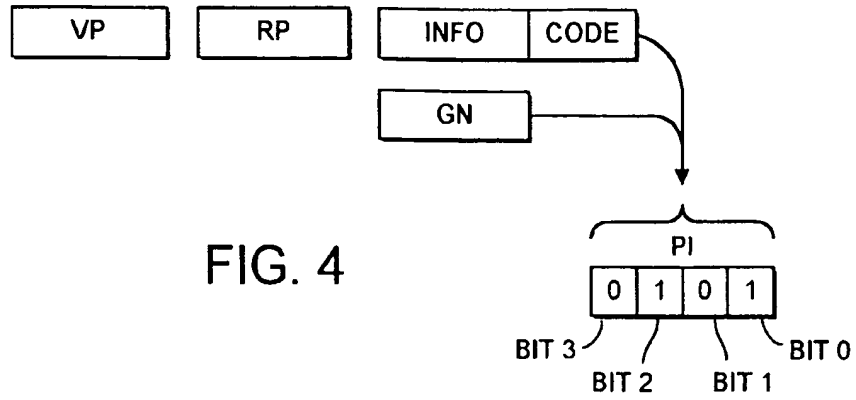 VP RP INFO CODE
GN
FIG. 4
PI
0 1 0 1
BIT 3 BIT 0
BIT 2 BIT 1